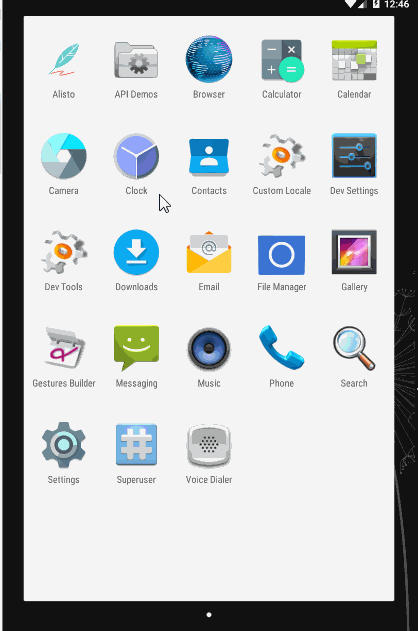 12:46
Alisto API Demos Browser Calculator Calendar
Camera Clock Contacts Custom Locale Dev Settings
Dev Tools Downloads Email File Manager Gallery
Gestures Builder Messaging Music Phone Search
Settings Superuser Voice Dialer